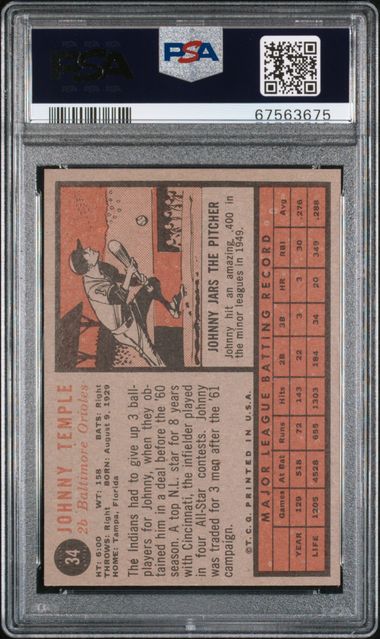 PSA
PSA
67563675
34
JOHNNY TEMPLE
2b Baltimore Orioles
HT: 6:00 WT: 158 BATS: Right
THROWS: Right BORN: AUGUST 9, 1929
HOME: Tampa, Florida
The Indians had to give up 3 ball-
players for Johnny, when they ob-
tained him in a deal before the '60
season. A top N.L. star for 8 years
with Cincinnati, the infielder played
in four All-Star contests. Johnny
was traded for 3 men after the '61
campaign.
JOHNNY JARS THE PITCHER
Johnny hit an amazing, .400 in
the minor leagues in 1949.
© T.C.G. PRINTED IN U.S.A.
MAJOR LEAGUE BATTING RECORD
Games At Bat Runs Hits 2B 3B HR RBI Avg
YEAR 129 518 72 143 22 3 3 30 .276
LIFE 1205 4528 655 1303 184 34 20 349 .288